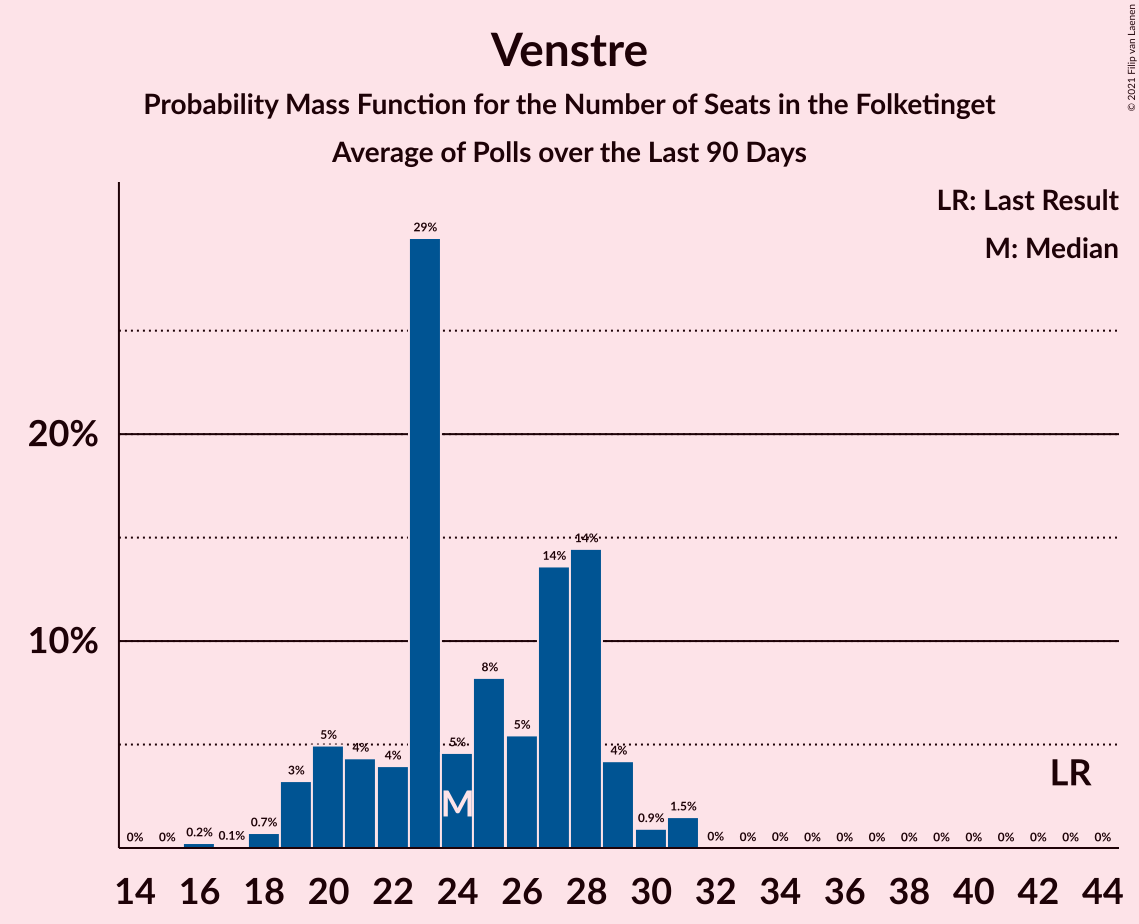 Venstre
Probability Mass Function for the Number of Seats in the Folketinget
Average of Polls over the Last 90 Days
© 2021 Filip van Laenen
LR: Last Result
M: Median
29%
20%
14%
14%
10%
8%
5%
5%
4%
4%
5%
4%
3%
LR
M
0.9%
1.5%
0.7%
0% 0% 0.2% 0.1% 0% 0% 0% 0% 0% 0% 0% 0% 0% 0% 0% 0% 0%
14 16 18 20 22 24 26 28 30 32 34 36 38 40 42 44